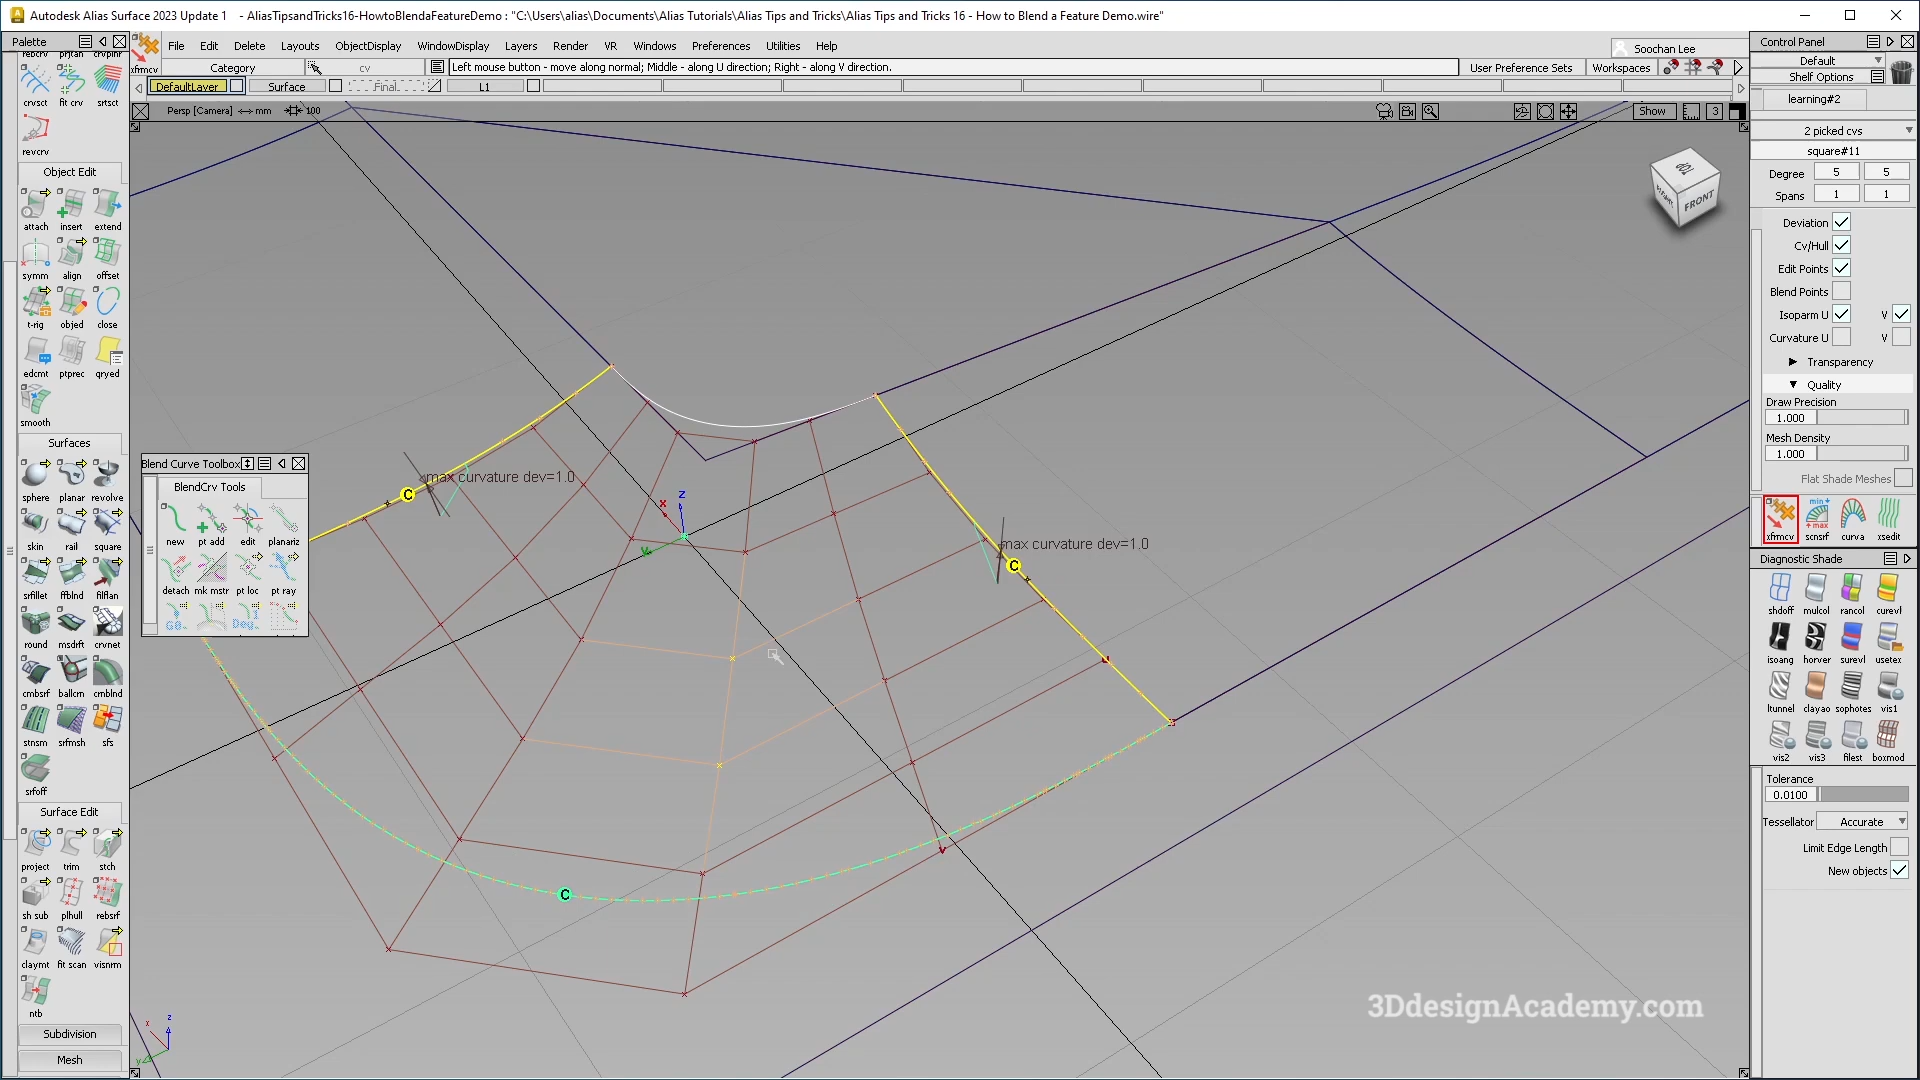 Autodesk Alias Surface 2023 Update 1 - AliasTipsandTricks16-HowtoBlendaFeatureDemo : "C:\Users\alias\Documents\Alias Tutorials\Alias Tips and Tricks\Alias Tips and Tricks 16 - How to Blend a Feature Demo.wire"
Palette
File Edit Delete Layouts ObjectDisplay WindowDisplay Layers Render VR Windows Preferences Utilities Help
Soochan Lee
xfrmcv
Category
cv
Left mouse button - move along normal; Middle - along U direction; Right - along V direction.
User Preference Sets
Workspaces
DefaultLayer
Surface
Final
L1
Persp [Camera] mm 100
Show
3
crvsct fit crv srtsct
revcrv
Object Edit
attach insert extend
symm align offset
t-rig objed close
edcmt ptprec qryed
smooth
Surfaces
sphere planar revolve
skin rail square
srfillet ffblnd filflan
round msdrft crvnet
cmbsrf ballcrn crnblnd
stnsm srfmsh sfs
srfoff
Surface Edit
project trim stch
sh sub plhull rebsrf
claymt fit scan visnrm
ntb
Subdivision
Mesh
Blend Curve Toolbox
BlendCrv Tools
new pt add edit planariz
detach mk mstr pt loc pt ray
G0 Deg
max curvature dev=1.0
C
max curvature dev=1.0
C
C
x
z
y
v
TOP
FRONT
x
z
y
3DdesignAcademy.com
Control Panel
Default
Shelf Options
learning#2
2 picked cvs
square#11
Degree 5 5
Spans 1 1
Deviation
Cv/Hull
Edit Points
Blend Points
Isoparm U V
Curvature U V
Transparency
Quality
Draw Precision
1.000
Mesh Density
1.000
Flat Shade Meshes
min max
xfrmcv scnsrf curva xsedit
Diagnostic Shade
shdoff mulcol rancol curevl
isoang horver surevl usetex
ltunnel clayao sophotes vis1
vis2 vis3 filest boxmod
Tolerance
0.0100
Tessellator Accurate
Limit Edge Length
New objects